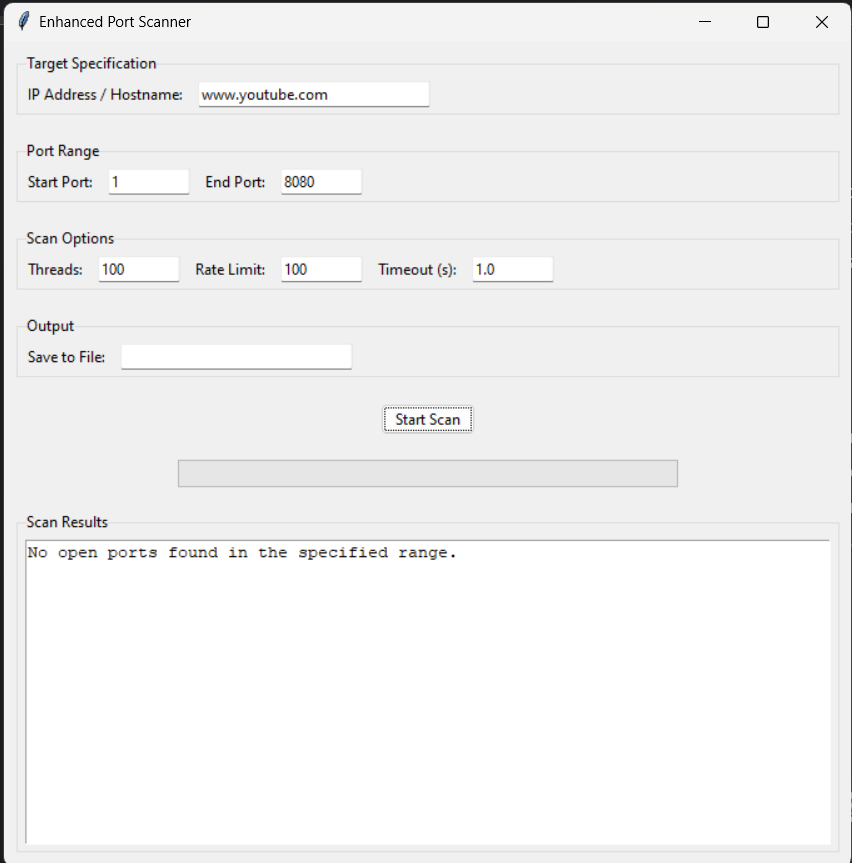 Enhanced Port Scanner
Target Specification
IP Address / Hostname: www.youtube.com
Port Range
Start Port: 1 End Port: 8080
Scan Options
Threads: 100 Rate Limit: 100 Timeout (s): 1.0
Output
Save to File:
Start Scan
Scan Results
No open ports found in the specified range.